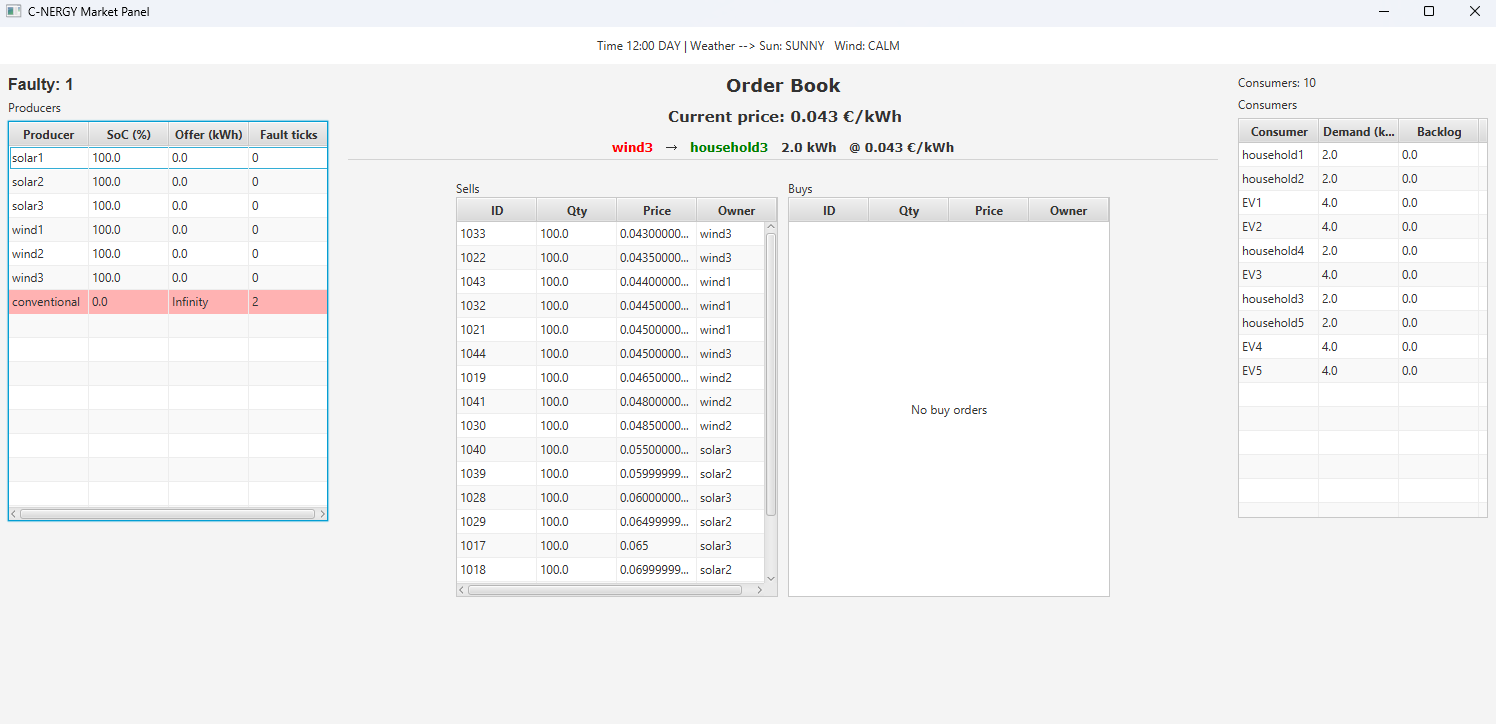 C-NERGY Market Panel
Time 12:00 DAY | Weather --> Sun: SUNNY Wind: CALM
Faulty: 1
Producers
Producer SoC (%) Offer (kWh) Fault ticks
solar1 100.0 0.0 0
solar2 100.0 0.0 0
solar3 100.0 0.0 0
wind1 100.0 0.0 0
wind2 100.0 0.0 0
wind3 100.0 0.0 0
conventional 0.0 Infinity 2
Order Book
Current price: 0.043 €/kWh
wind3 → household3 2.0 kWh @ 0.043 €/kWh
Sells
ID Qty Price Owner
1033 100.0 0.04300000... wind3
1022 100.0 0.04350000... wind3
1043 100.0 0.04400000... wind1
1032 100.0 0.04450000... wind1
1021 100.0 0.04500000... wind1
1044 100.0 0.04500000... wind3
1019 100.0 0.04650000... wind2
1041 100.0 0.04800000... wind2
1030 100.0 0.04850000... wind2
1040 100.0 0.05500000... solar3
1039 100.0 0.05999999... solar2
1028 100.0 0.06000000... solar3
1029 100.0 0.06499999... solar2
1017 100.0 0.065 solar3
1018 100.0 0.06999999... solar2
Buys
ID Qty Price Owner
No buy orders
Consumers: 10
Consumers
Consumer Demand (k... Backlog
household1 2.0 0.0
household2 2.0 0.0
EV1 4.0 0.0
EV2 4.0 0.0
household4 2.0 0.0
EV3 4.0 0.0
household3 2.0 0.0
household5 2.0 0.0
EV4 4.0 0.0
EV5 4.0 0.0